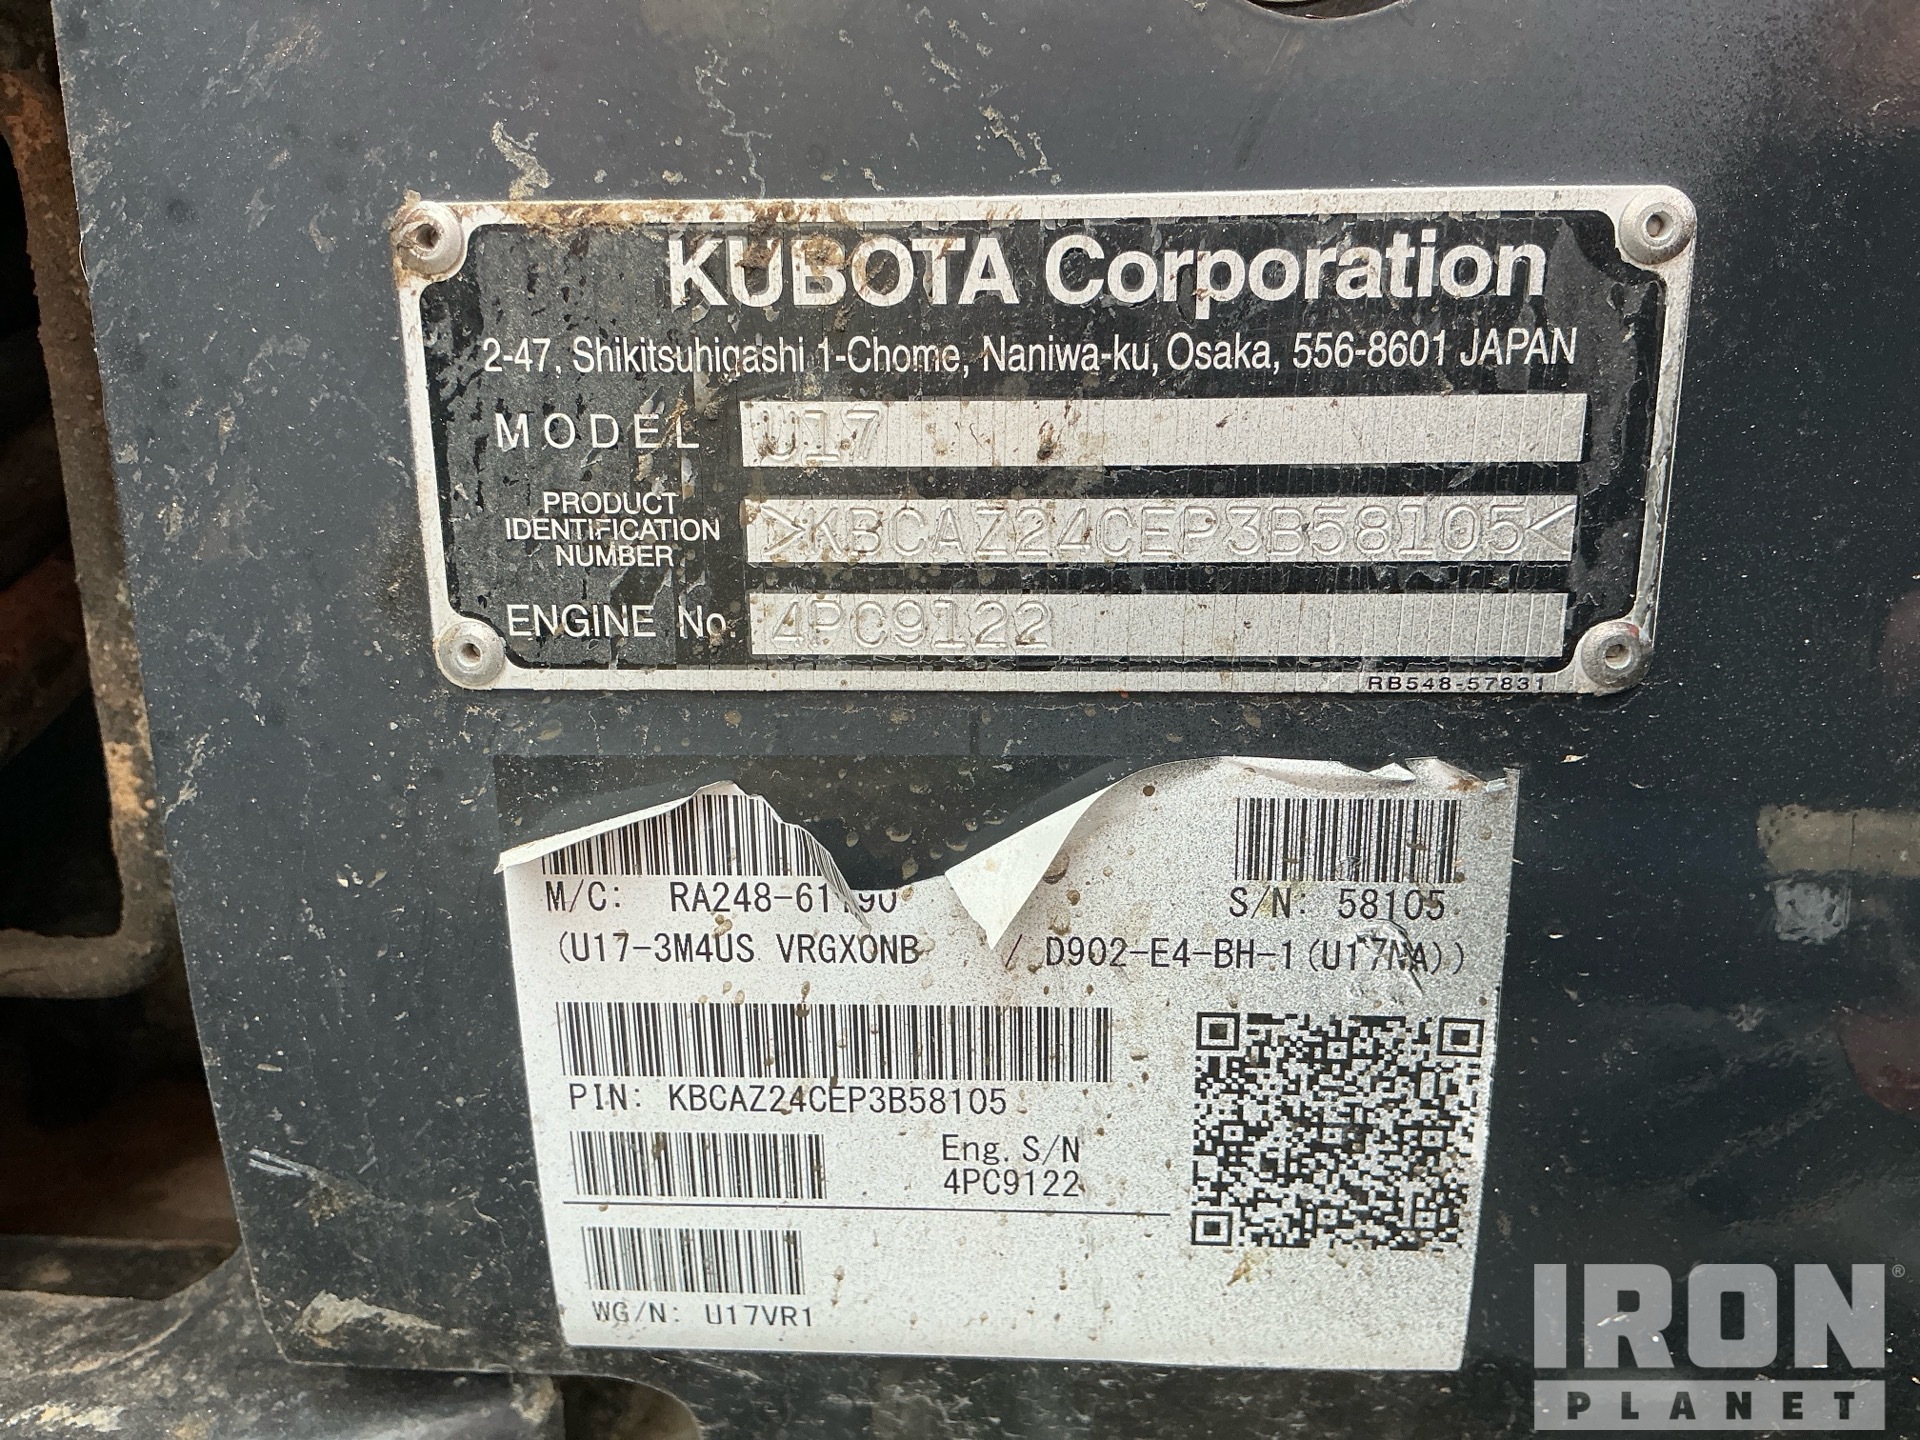 KUBOTA Corporation
2-47, Shikitsuhigashi 1-Chome, Naniwa-ku, Osaka, 556-8601 JAPAN
MODEL U17
PRODUCT
IDENTIFICATION
NUMBER
>KBCAZ24CEP3B58105<
ENGINE No. 4PC9122
RB548-57831
M/C: S/N: 58105
(U17-3M4US VRGXONB / D902-E4-BH-1(U17NA))
PIN: KBCAZ24CEP3B58105
Eng. S/N
4PC9122
WG/N: U17VR1
IRON ®
PLANET